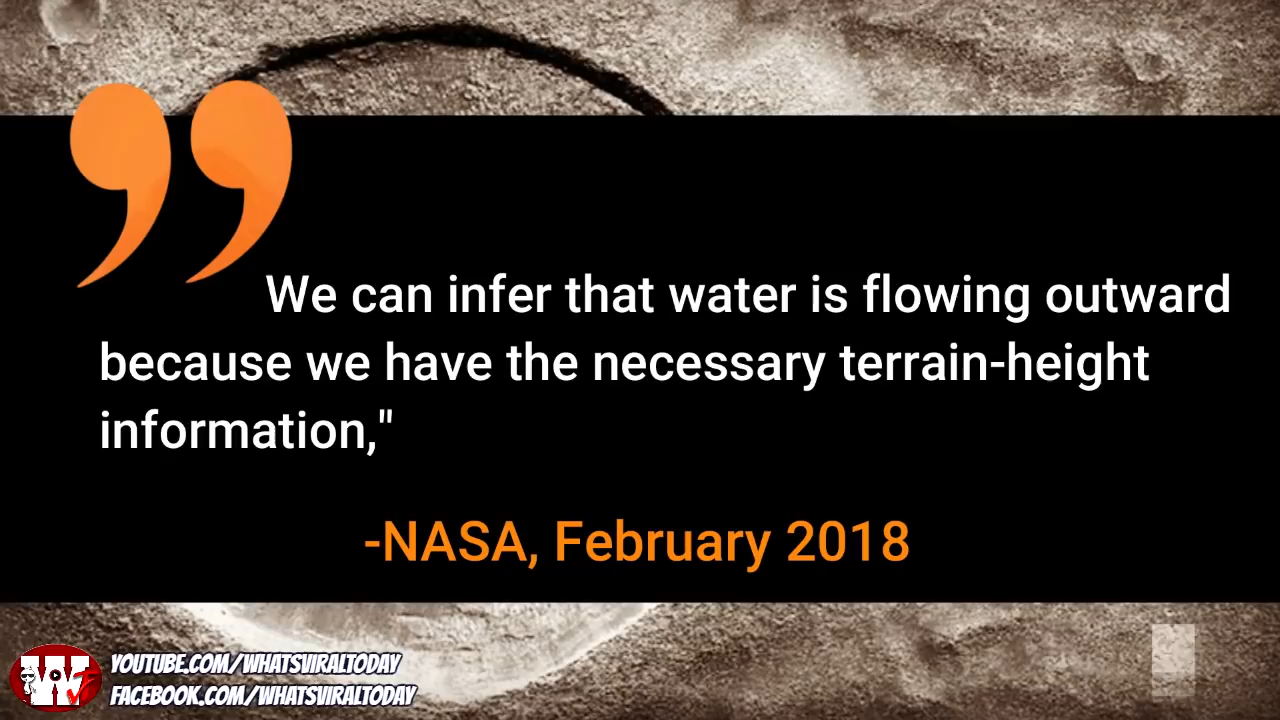 We can infer that water is flowing outward
because we have the necessary terrain-height
information,"
-NASA, February 2018
YOUTUBE.COM/WHATSVIRALTODAY
FACEBOOK.COM/WHATSVIRALTODAY